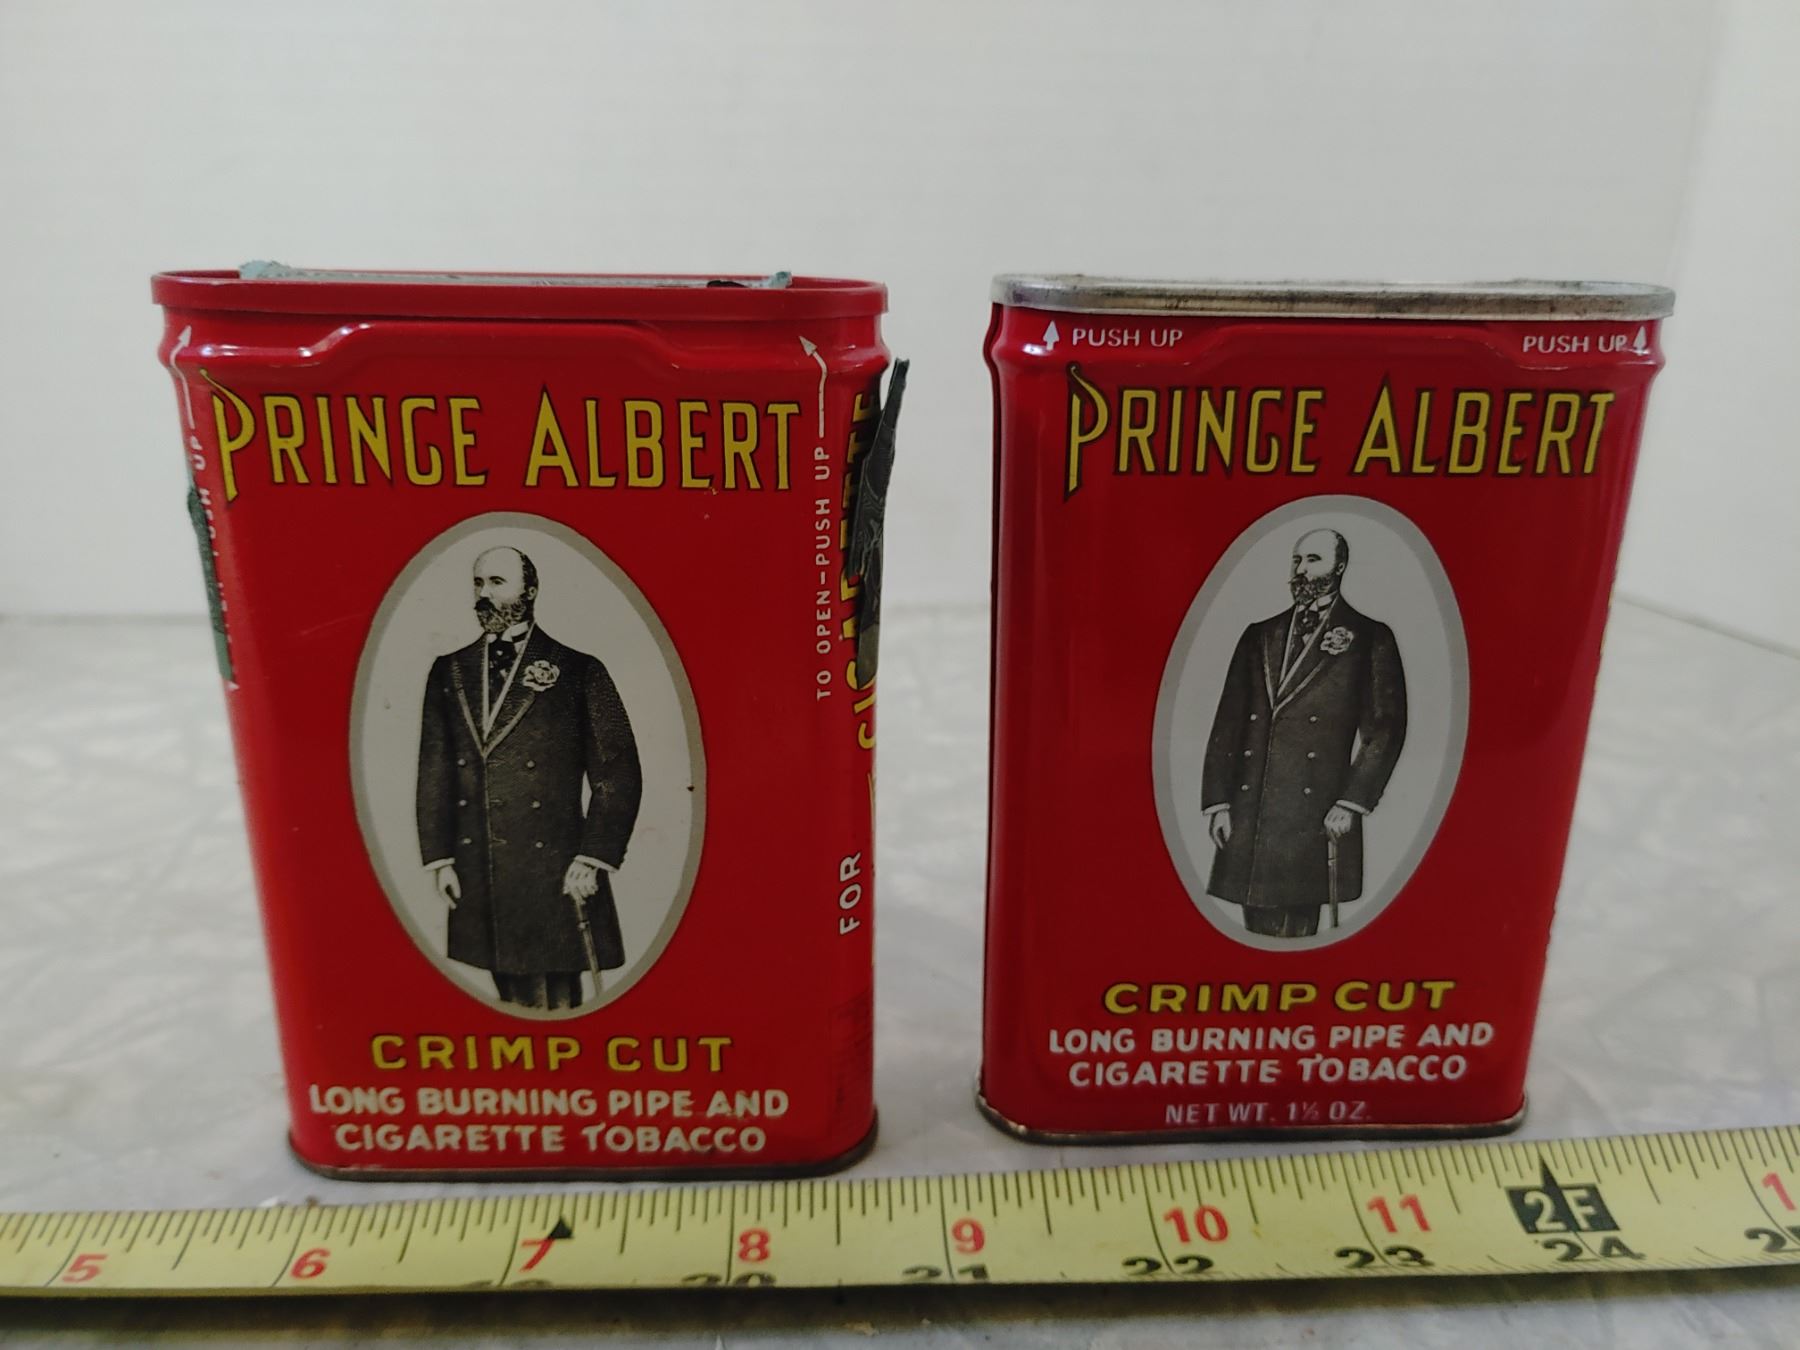 PRINCE ALBERT
PUSH UP
TO OPEN-PUSH UP
FOR
CRIMP CUT
LONG BURNING PIPE AND
CIGARETTE TOBACCO
PUSH UP PUSH UP
PRINCE ALBERT
CRIMP CUT
LONG BURNING PIPE AND
CIGARETTE TOBACCO
NET WT. 1½ OZ.
5 6 7 8 9 10 11 2F
20 21 22 23 24